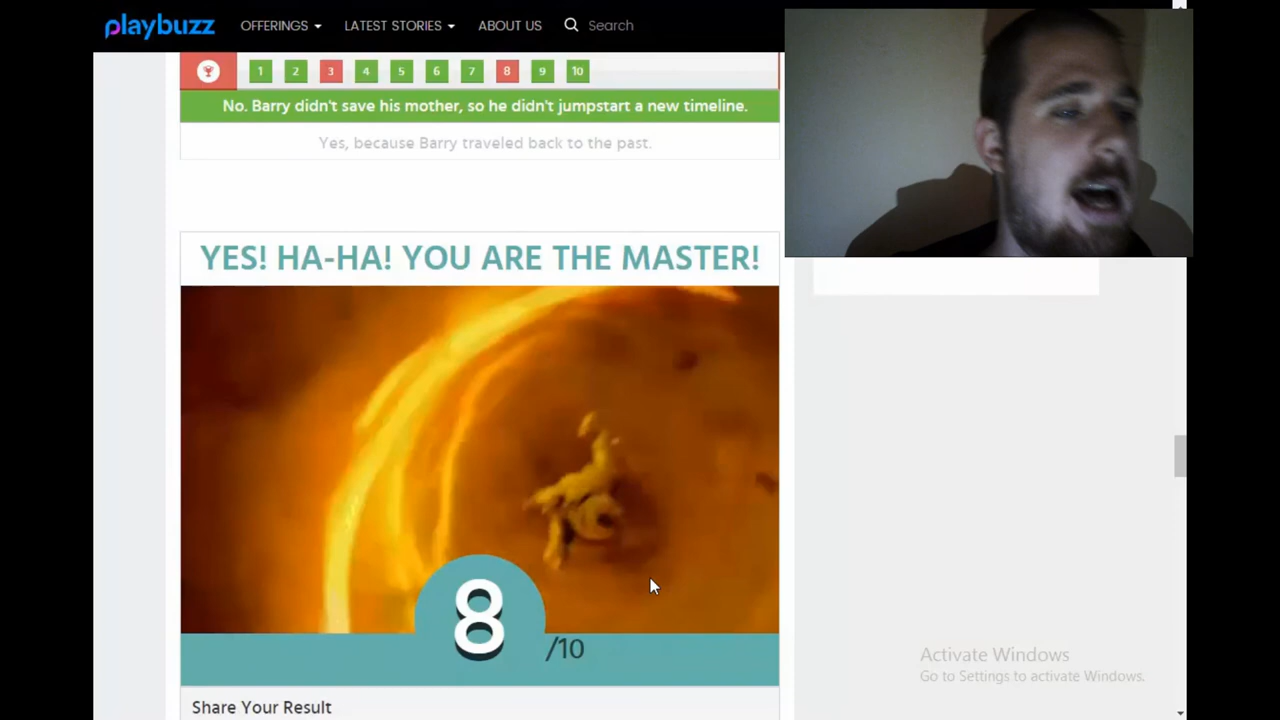 playbuzz OFFERINGS LATEST STORIES ABOUT US Search
1 2 3 4 5 6 7 8 9 10
No. Barry didn't save his mother, so he didn't jumpstart a new timeline.
Yes, because Barry traveled back to the past.
YES! HA-HA! YOU ARE THE MASTER!
8 /10
Activate Windows
Go to Settings to activate Windows.
Share Your Result